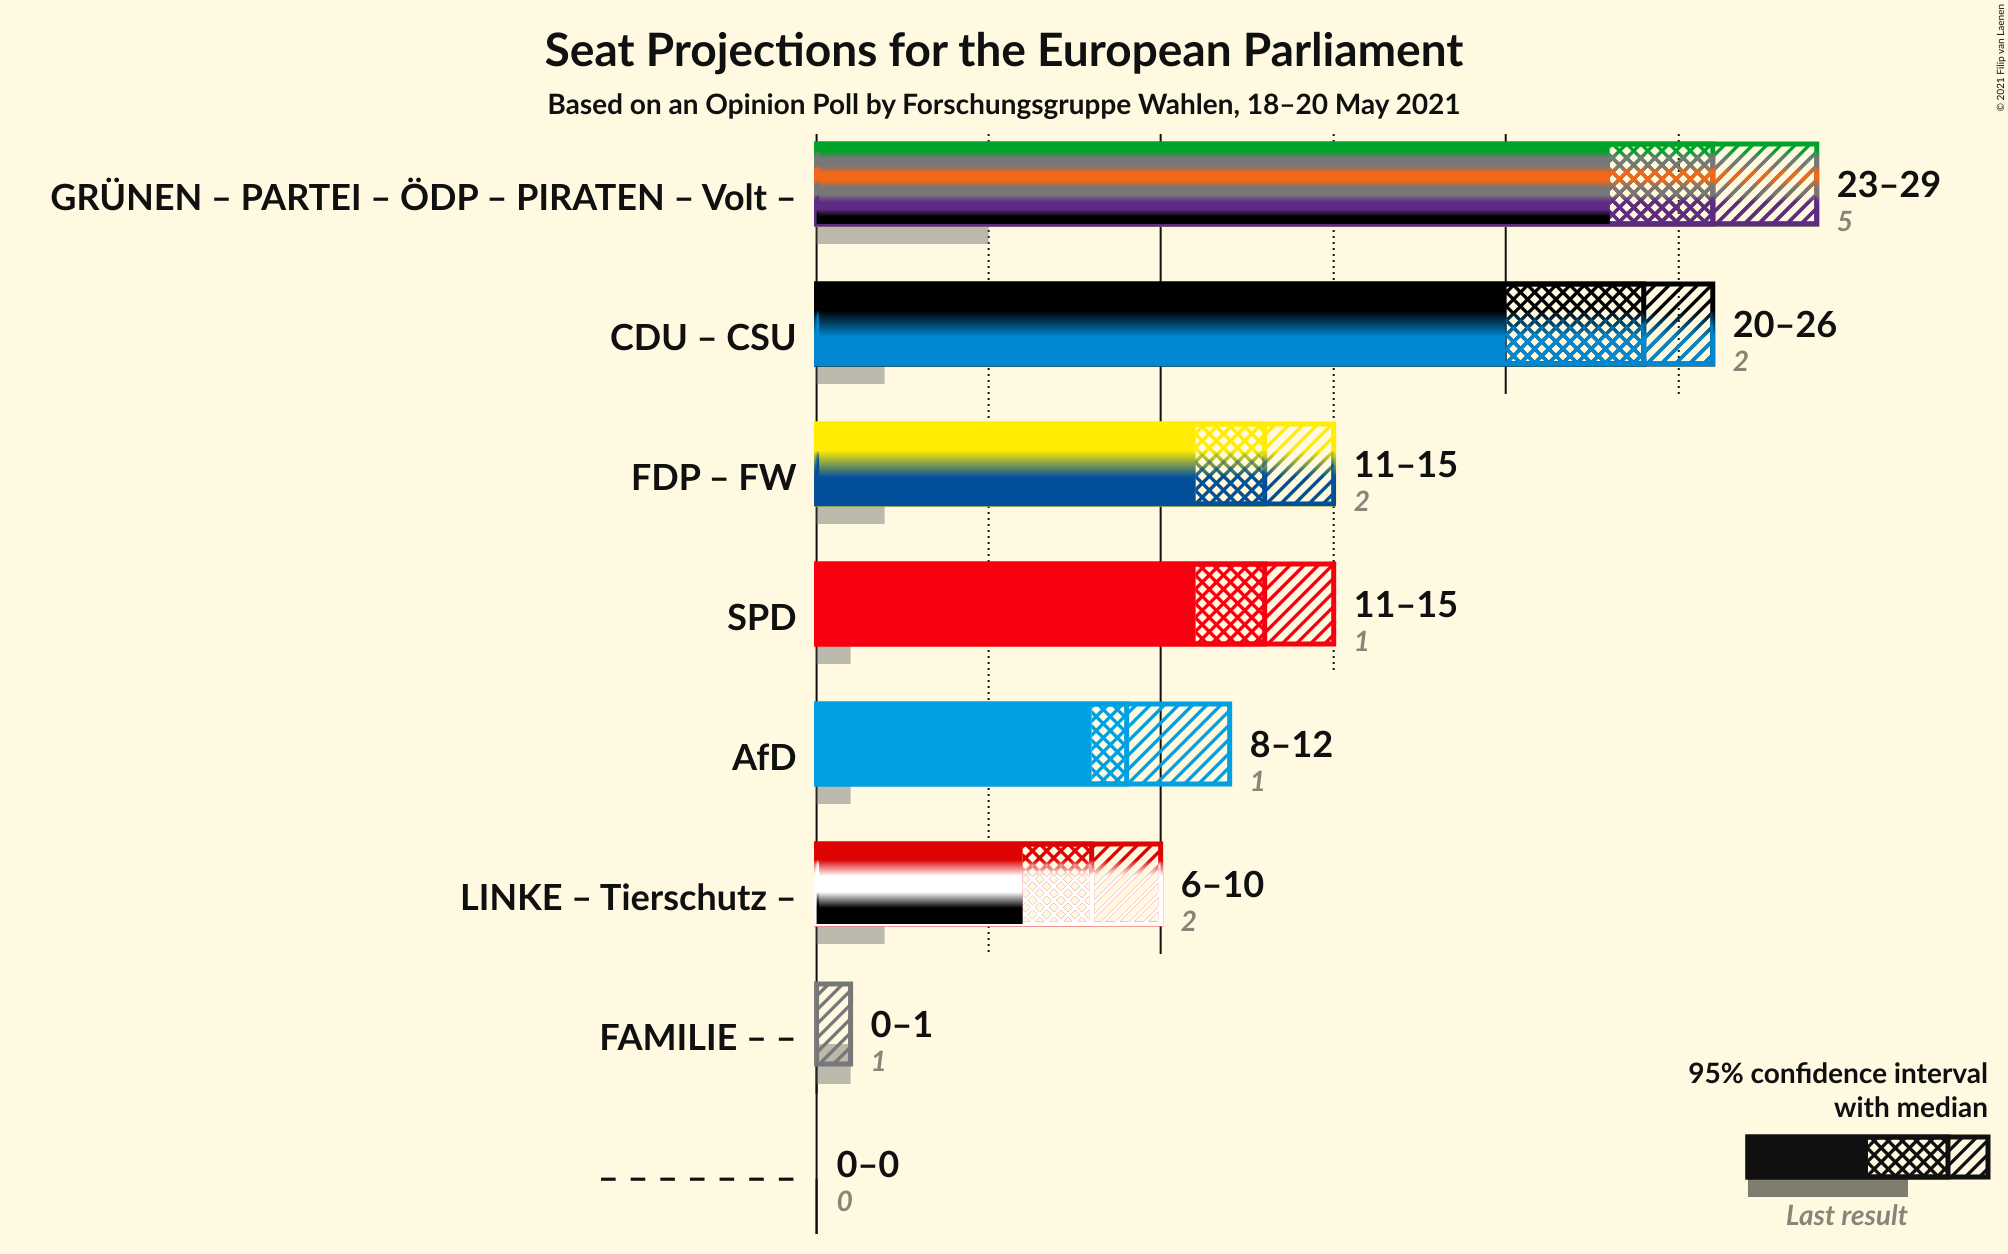 Seat Projections for the European Parliament
Based on an Opinion Poll by Forschungsgruppe Wahlen, 18–20 May 2021
© 2021 Filip van Laenen
GRÜNEN – PARTEI – ÖDP – PIRATEN – Volt –
23–29
5
CDU – CSU
20–26
2
FDP – FW
11–15
2
SPD
11–15
1
AfD
8–12
1
LINKE – Tierschutz –
6–10
2
FAMILIE – –
0–1
1
– – – – – – –
0–0
0
95% confidence interval
with median
Last result